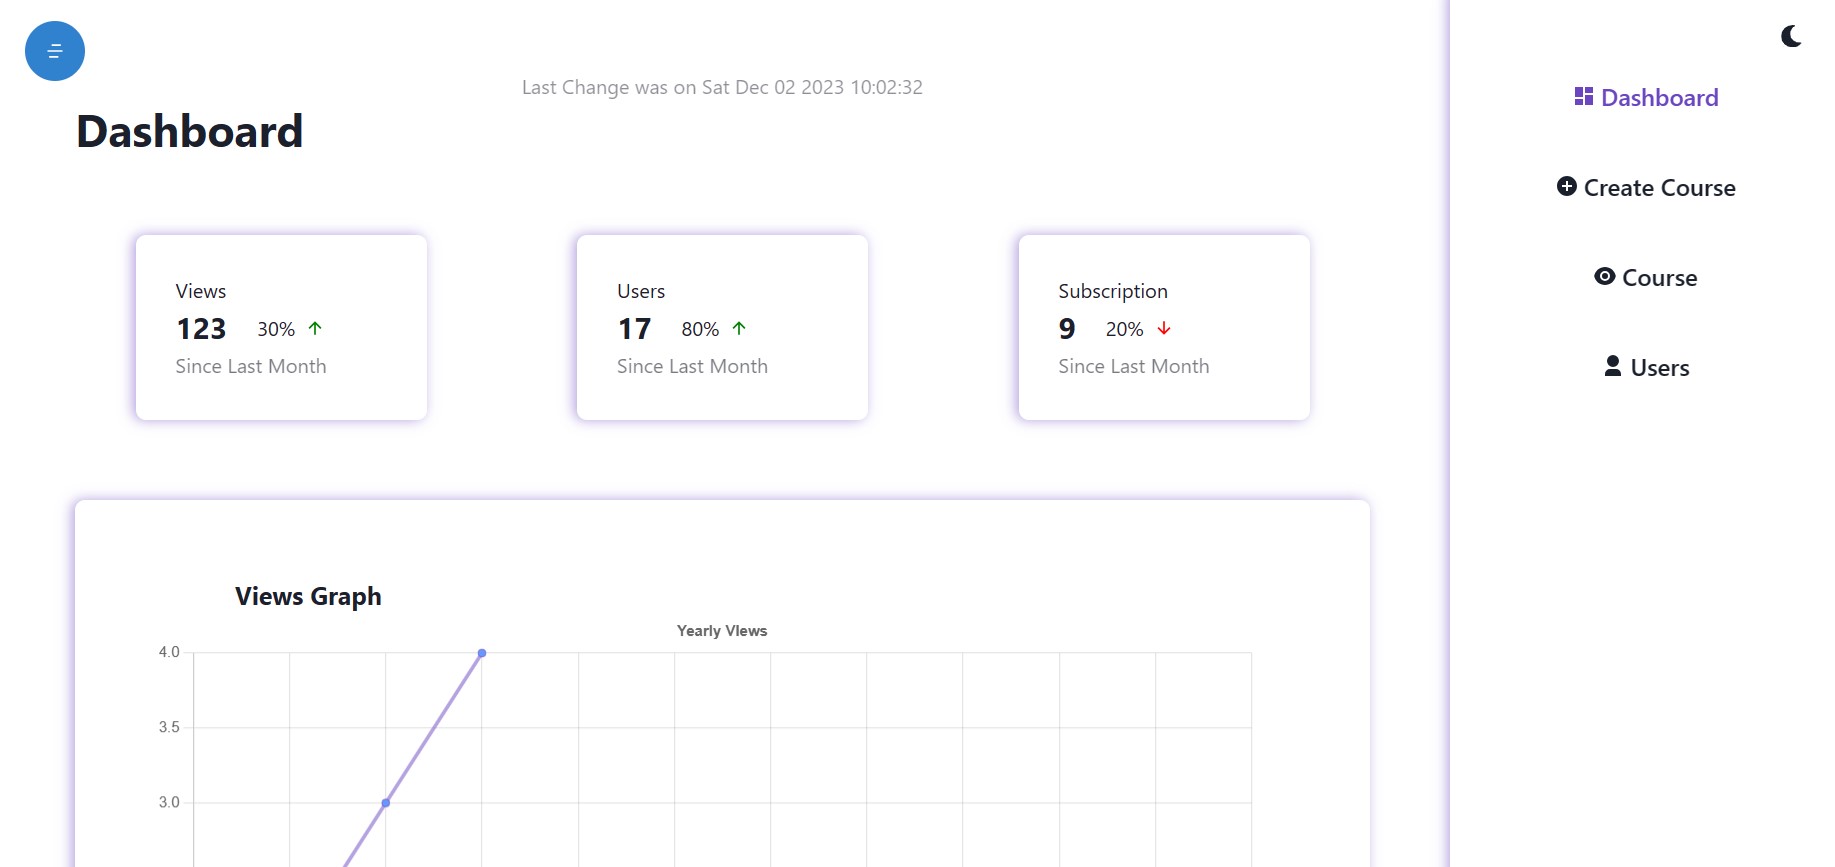 Last Change was on Sat Dec 02 2023 10:02:32
Dashboard
Views
123 30%
Since Last Month
Users
17 80%
Since Last Month
Subscription
9 20%
Since Last Month
Views Graph
Yearly VIews
4.0
3.5
3.0
Dashboard
Create Course
Course
Users